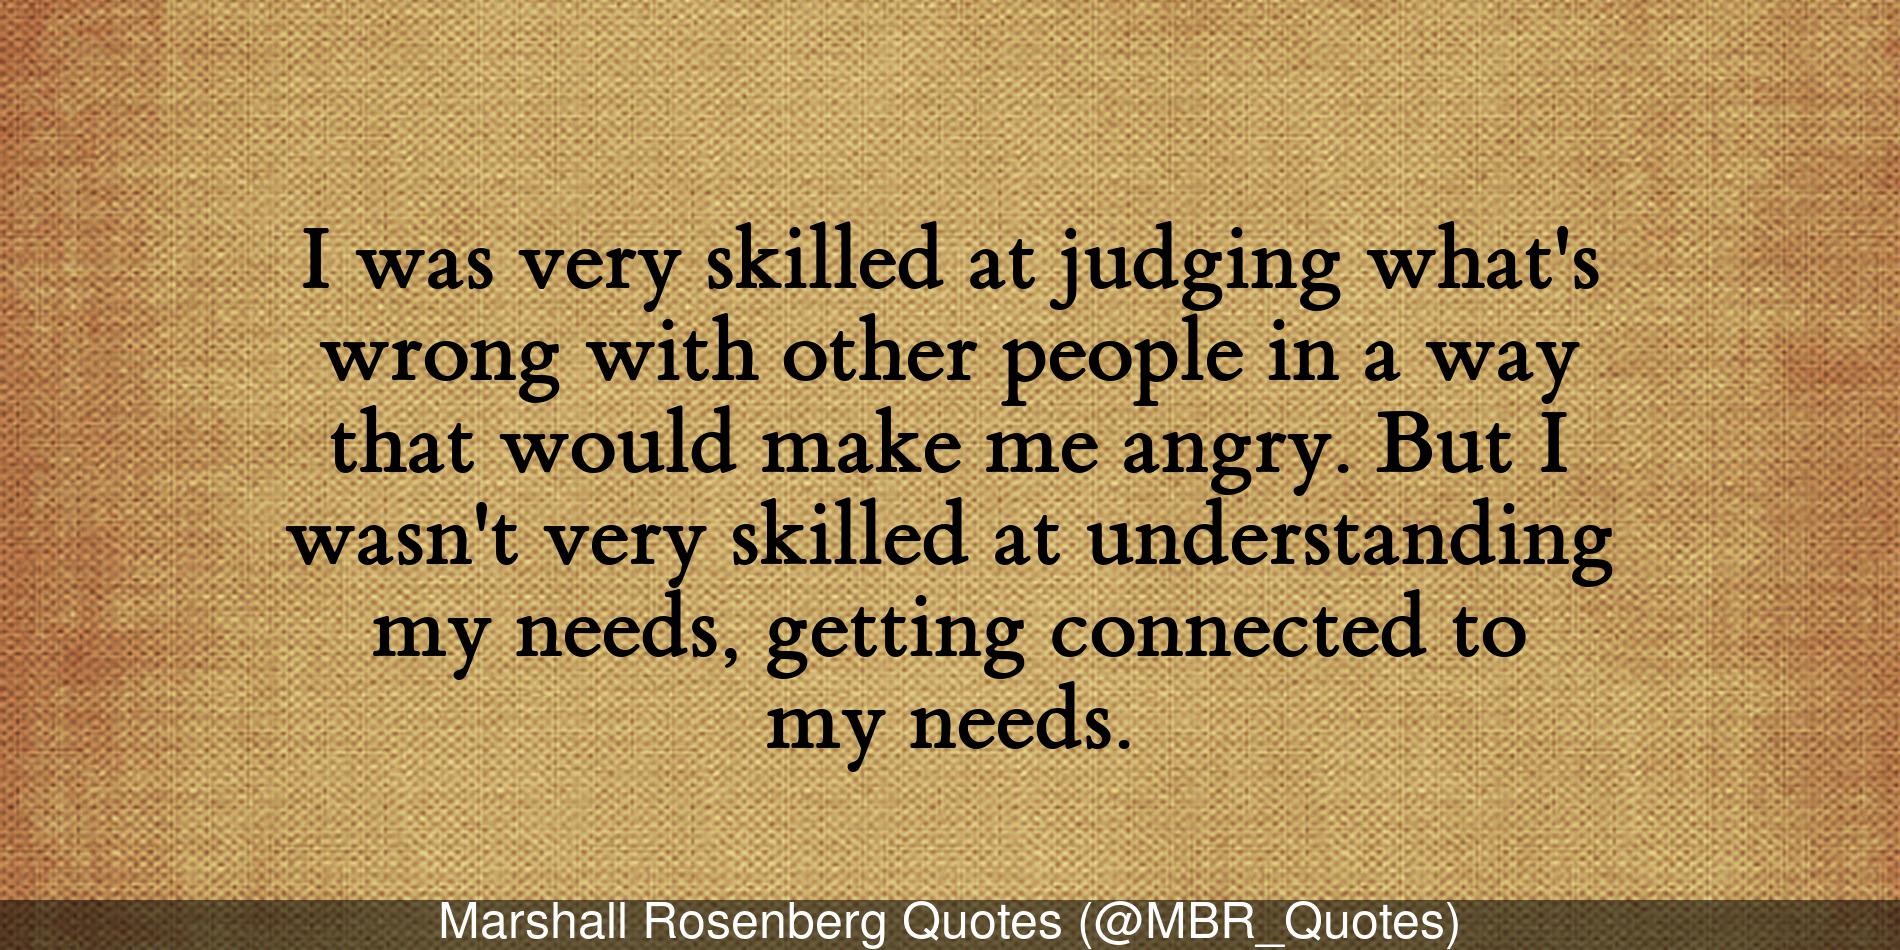 I was very skilled at judging what's
wrong with other people in a way
that would make me angry. But I
wasn't very skilled at understanding
my needs, getting connected to
my needs.
Marshall Rosenberg Quotes (@MBR_Quotes)